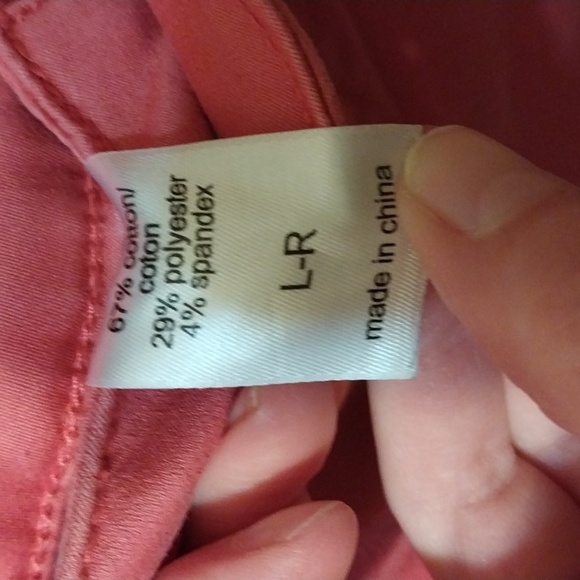 67% cotton/
coton
29% polyester
4% spandex
L-R
made in china